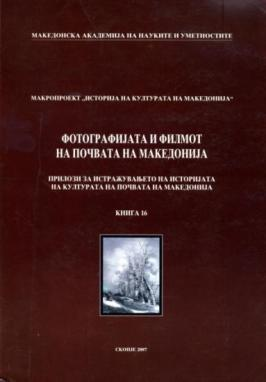 МАКЕДОНСКА АКАДЕМИЈА НА НАУКИТЕ И УМЕТНОСТИТЕ
МАКРОПРОЕКТ „ИСТОРИЈА НА КУЛТУРАТА НА МАКЕДОНИЈА“
ФОТОГРАФИЈАТА И ФИЛМОТ
НА ПОЧВАТА НА МАКЕДОНИЈА
ПРИЛОЗИ ЗА ИСТРАЖУВАЊЕТО НА ИСТОРИЈАТА
НА КУЛТУРАТА НА ПОЧВАТА НА МАКЕДОНИЈА
КНИГА 16
СКОПЈЕ 2007